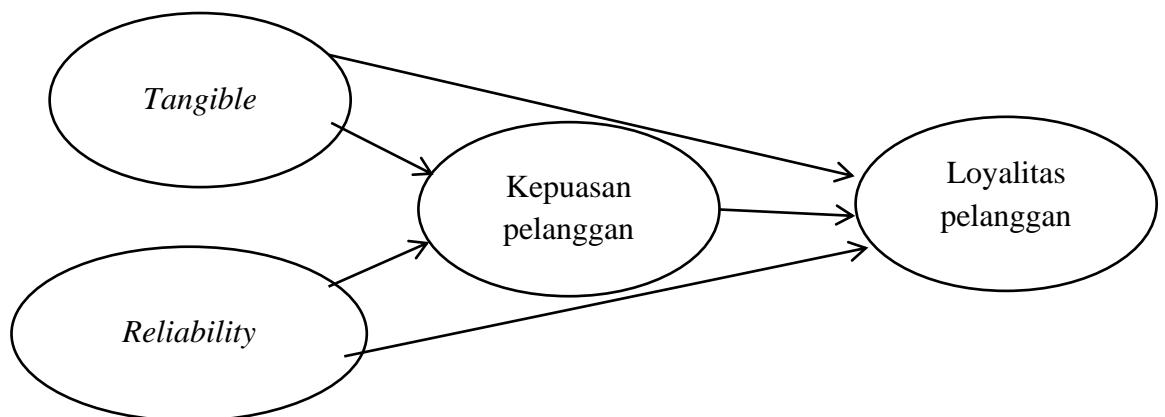 Tangible
Kepuasan
pelanggan
Loyalitas
pelanggan
Reliability